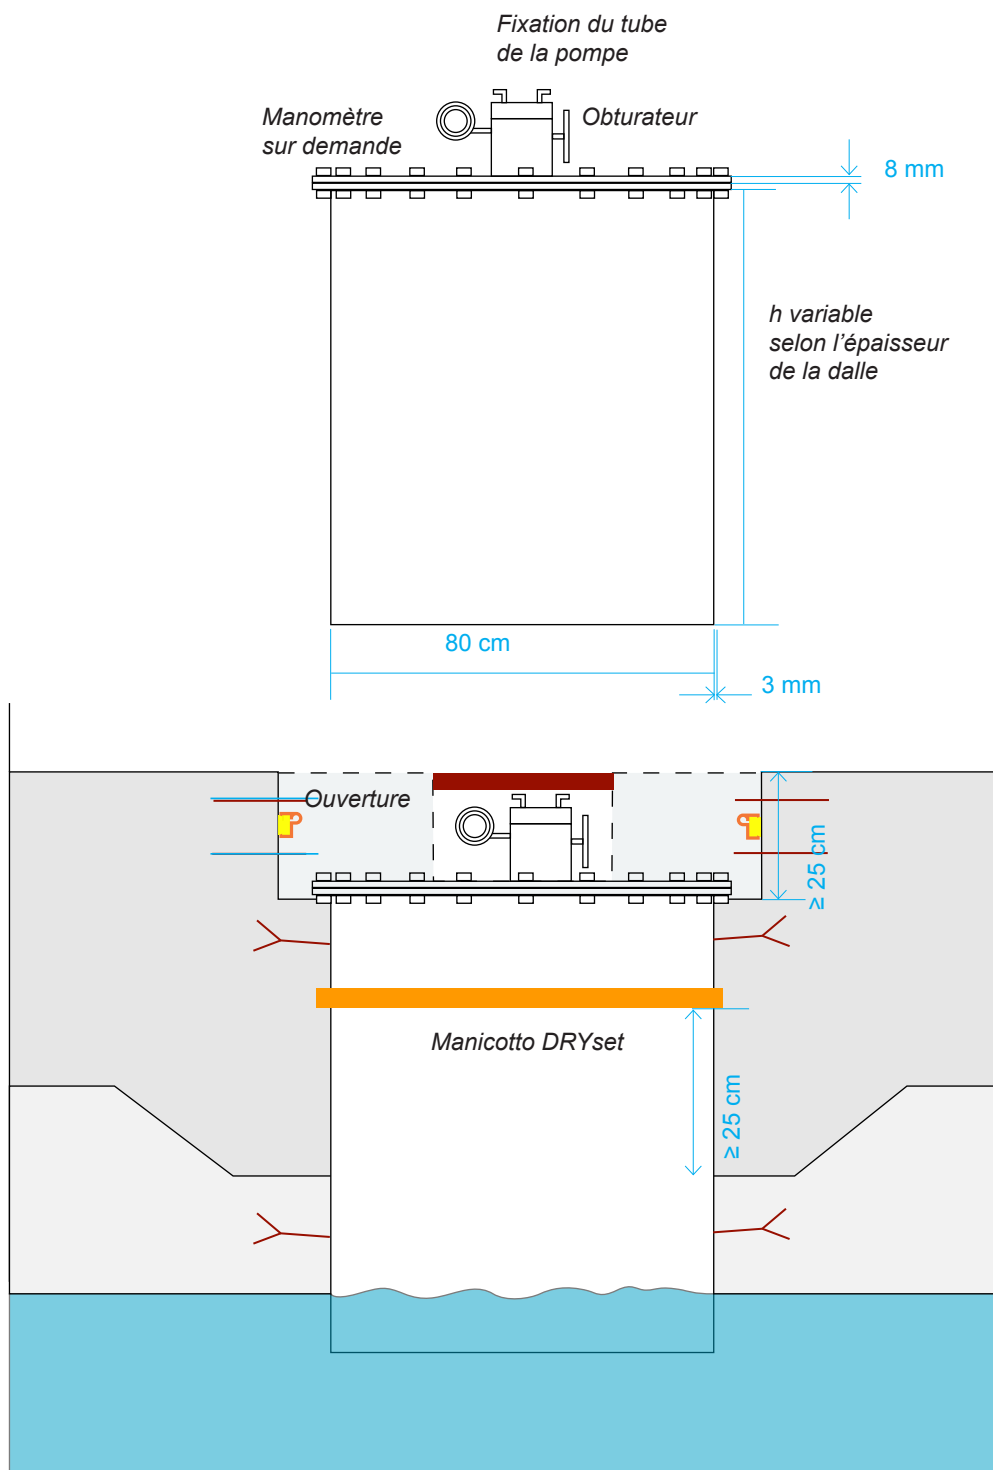 Fixation du tube
de la pompe
Manomètre
sur demande
Obturateur
8 mm
h variable
selon l’épaisseur
de la dalle
80 cm
3 mm
Ouverture
≥ 25 cm
Manicotto DRYset
≥ 25 cm